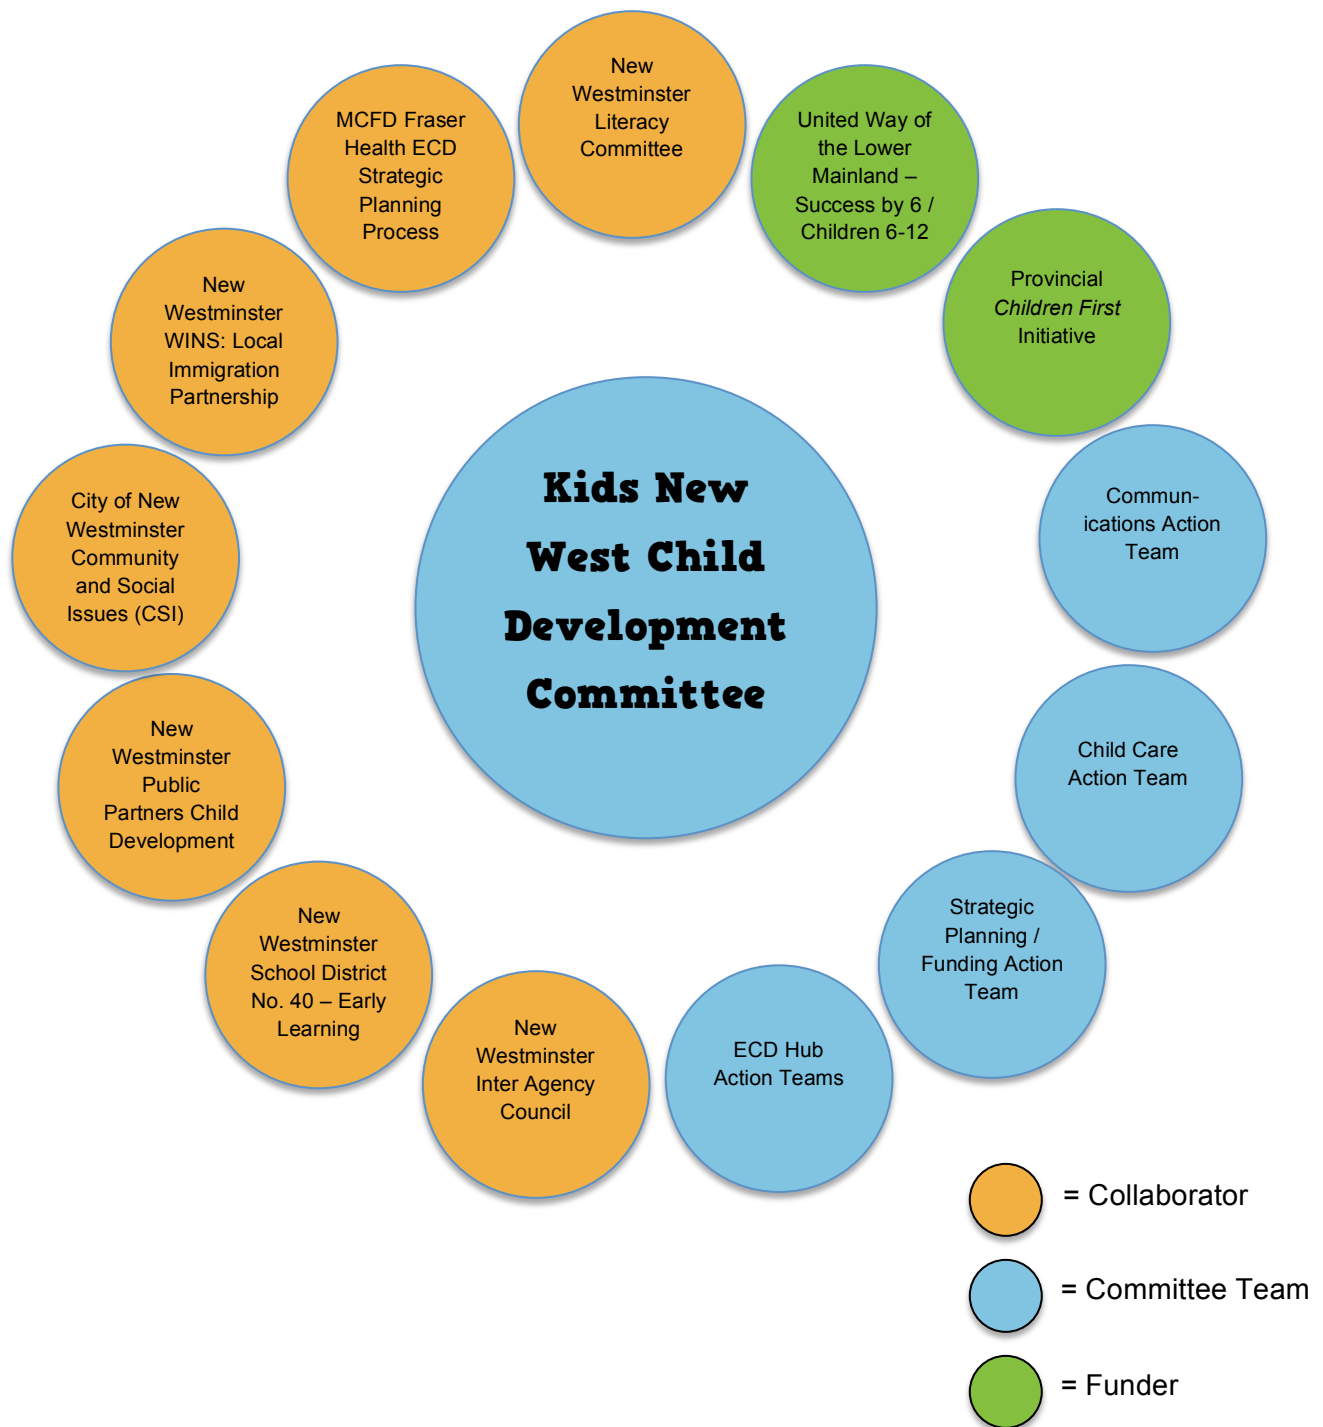 New
Westminster
Literacy
Committee
United Way of
the Lower
Mainland –
Success by 6 /
Children 6-12
Provincial
Children First
Initiative
Commun-
ications Action
Team
Child Care
Action Team
Strategic
Planning /
Funding Action
Team
ECD Hub
Action Teams
New
Westminster
Inter Agency
Council
New
Westminster
School District
No. 40 – Early
Learning
New
Westminster
Public
Partners Child
Development
City of New
Westminster
Community
and Social
Issues (CSI)
New
Westminster
WINS: Local
Immigration
Partnership
MCFD Fraser
Health ECD
Strategic
Planning
Process
Kids New
West Child
Development
Committee
= Collaborator
= Committee Team
= Funder